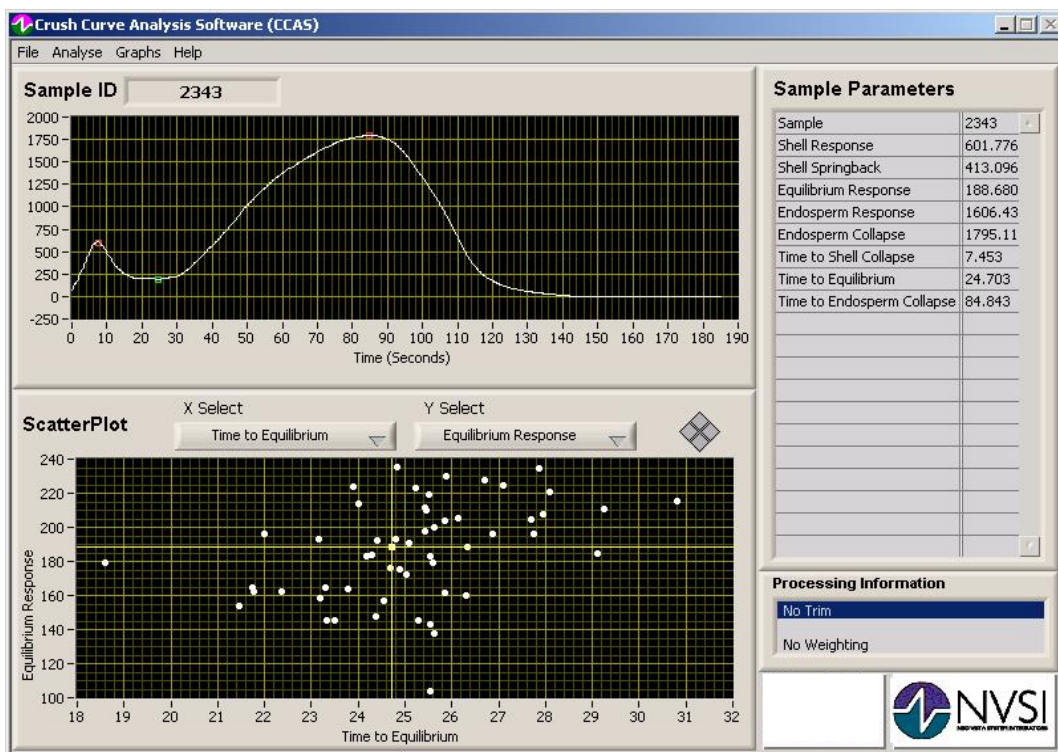 Crush Curve Analysis Software (CCAS)
File Analyse Graphs Help
Sample ID 2343
2000
1750
1500
1250
1000
750
500
250
0
-250
0 10 20 30 40 50 60 70 80 90 100 110 120 130 140 150 160 170 180 190
Time (Seconds)
ScatterPlot
X Select
Time to Equilibrium
Y Select
Equilibrium Response
Equilibrium Response
240
220
200
180
160
140
120
100
18 19 20 21 22 23 24 25 26 27 28 29 30 31 32
Time to Equilibrium
Sample Parameters
Sample 2343
Shell Response 601.776
Shell Springback 413.096
Equilibrium Response 188.680
Endosperm Response 1606.43
Endosperm Collapse 1795.11
Time to Shell Collapse 7.453
Time to Equilibrium 24.703
Time to Endosperm Collapse 84.843
Processing Information
No Trim
No Weighting
NVSI